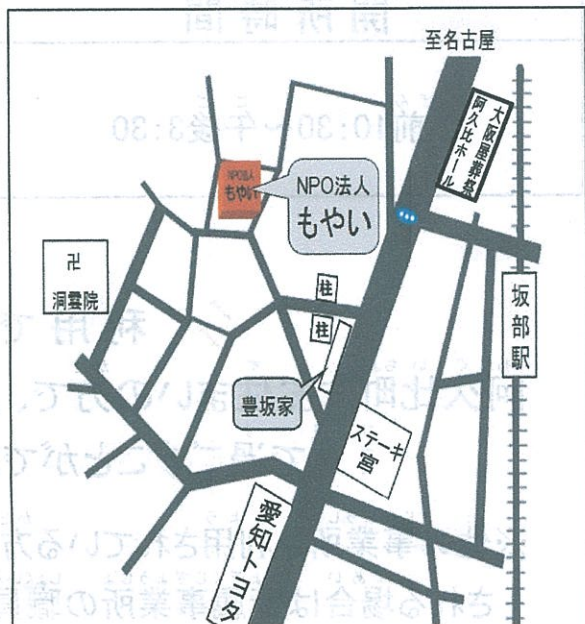 至名古屋
大阪屋葬祭
阿久比ホール
NPO法人
もやい
NPO法人
もやい
卍
洞雲院
柱
柱
坂部駅
豊坂家
ステーキ
宮
愛知トヨタ